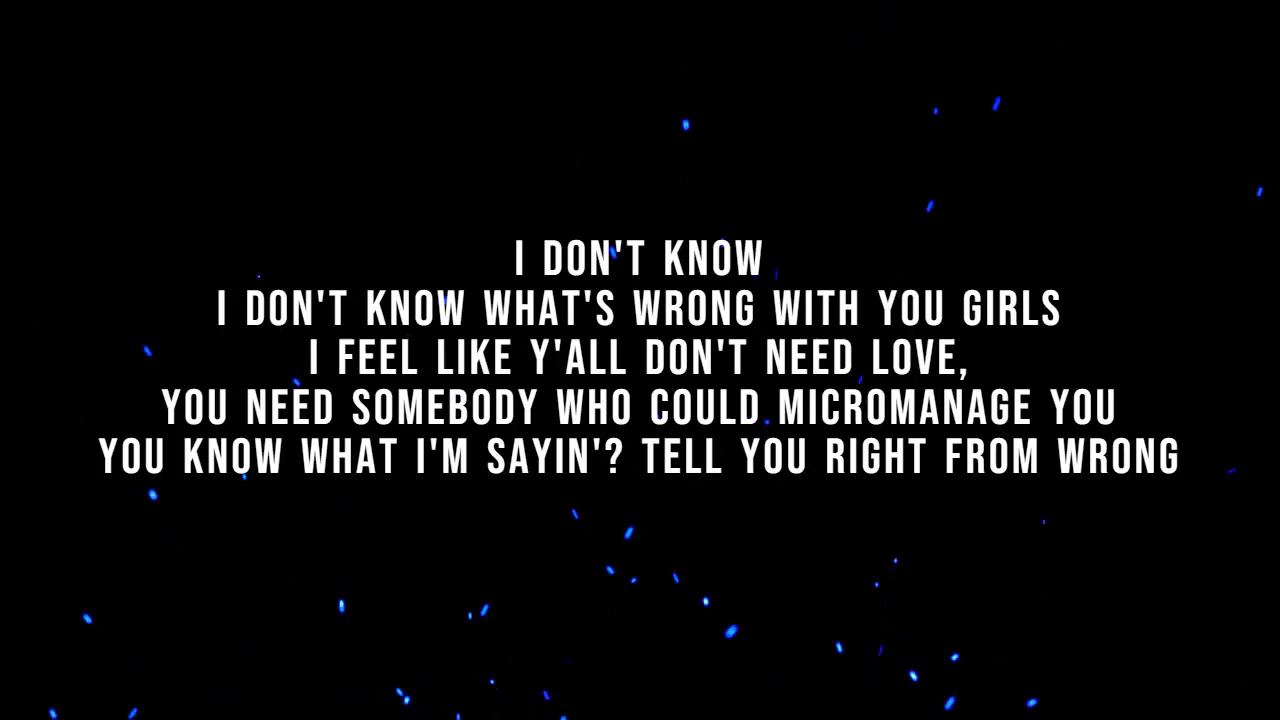 I DON'T KNOW
I DON'T KNOW WHAT'S WRONG WITH YOU GIRLS
I FEEL LIKE Y'ALL DON'T NEED LOVE,
YOU NEED SOMEBODY WHO COULD MICROMANAGE YOU
YOU KNOW WHAT I'M SAYIN'? TELL YOU RIGHT FROM WRONG